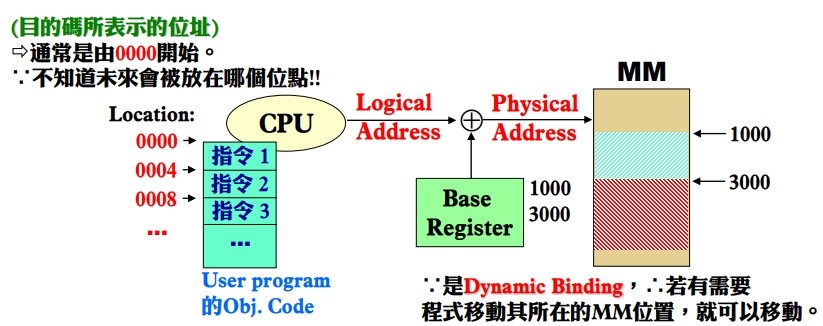 (目的碼所表示的位址)
⇨通常是由0000開始。
∵不知道未來會被放在哪個位點!!
Location:
0000
0004
0008
...
CPU
指令 1
指令 2
指令 3
...
User program
的Obj. Code
Logical
Address
Physical
Address
Base
Register
1000
3000
MM
1000
3000
∵是Dynamic Binding,∴若有需要
程式移動其所在的MM位置,就可以移動。